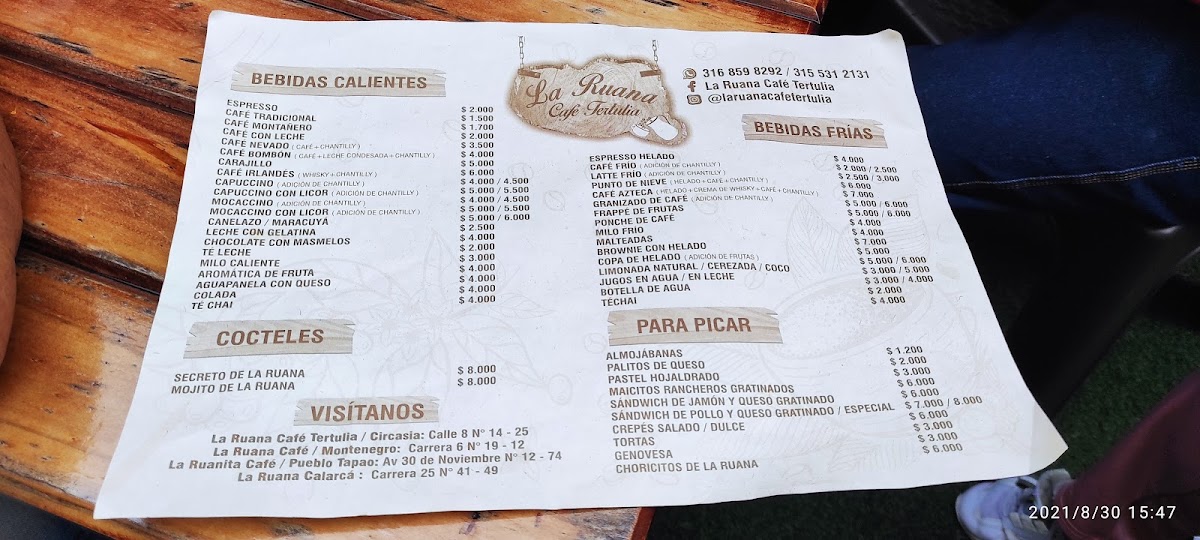 La Ruana
Café Tertulia
316 859 8292 / 315 531 2131
La Ruana Café Tertulia
@laruanacafetertulia
BEBIDAS CALIENTES
ESPRESSO $ 2.000
CAFÉ TRADICIONAL $ 1.500
CAFÉ MONTAÑERO $ 1.700
CAFÉ CON LECHE $ 2.000
CAFÉ NEVADO ( CAFÉ+CHANTILLY ) $ 3.500
CAFÉ BOMBÓN ( CAFÉ+LECHE CONDESADA+CHANTILLY ) $ 4.000
CARAJILLO $ 5.000
CAFÉ IRLANDÉS ( WHISKY+CHANTILLY ) $ 6.000
CAPUCCINO ( ADICIÓN DE CHANTILLY ) $ 4.000 / 4.500
CAPUCCINO CON LICOR ( ADICIÓN DE CHANTILLY ) $ 5.000 / 5.500
MOCACCINO ( ADICIÓN DE CHANTILLY ) $ 4.000 / 4.500
MOCACCINO CON LICOR ( ADICIÓN DE CHANTILLY ) $ 5.000 / 5.500
CANELAZO / MARACUYÁ $ 5.000 / 6.000
LECHE CON GELATINA $ 2.500
CHOCOLATE CON MASMELOS $ 4.000
TÉ LECHE $ 2.000
MILO CALIENTE $ 3.000
AROMÁTICA DE FRUTA $ 4.000
AGUAPANELA CON QUESO $ 4.000
COLADA $ 4.000
TÉ CHAI $ 4.000
COCTELES
SECRETO DE LA RUANA $ 8.000
MOJITO DE LA RUANA $ 8.000
VISÍTANOS
La Ruana Café Tertulia / Circasia: Calle 8 N° 14 - 25
La Ruana Café / Montenegro: Carrera 6 N° 19 - 12
La Ruanita Café / Pueblo Tapao: Av 30 de Noviembre N° 12 - 74
La Ruana Calarcá : Carrera 25 N° 41 - 49
BEBIDAS FRÍAS
ESPRESSO HELADO $ 4.000
CAFÉ FRÍO ( ADICIÓN DE CHANTILLY ) $ 2.000 / 2.500
LATTE FRÍO ( ADICIÓN DE CHANTILLY ) $ 2.500 / 3.000
PUNTO DE NIEVE ( HELADO+CAFÉ+CHANTILLY ) $ 6.000
CAFÉ AZTECA ( HELADO+CREMA DE WHISKY+CAFÉ+CHANTILLY ) $ 7.000
GRANIZADO DE CAFÉ ( ADICIÓN DE CHANTILLY ) $ 5.000 / 6.000
FRAPPÉ DE FRUTAS $ 5.000 / 6.000
PONCHE DE CAFÉ $ 4.000
MILO FRIO $ 4.000
MALTEADAS $ 7.000
BROWNIE CON HELADO $ 5.000
COPA DE HELADO ( ADICIÓN DE FRUTAS ) $ 5.000 / 6.000
LIMONADA NATURAL / CEREZADA / COCO $ 3.000 / 5.000
JUGOS EN AGUA / EN LECHE $ 3.000 / 4.000
BOTELLA DE AGUA $ 2.000
TÉCHAI $ 4.000
PARA PICAR
ALMOJÁBANAS $ 1.200
PALITOS DE QUESO $ 2.000
PASTEL HOJALDRADO $ 3.000
MAICITOS RANCHEROS GRATINADOS $ 6.000
SÁNDWICH DE JAMÓN Y QUESO GRATINADO $ 6.000
SÁNDWICH DE POLLO Y QUESO GRATINADO / ESPECIAL $ 7.000 / 8.000
CREPÉS SALADO / DULCE $ 6.000
TORTAS $ 3.000
GENOVESA $ 3.000
CHORICITOS DE LA RUANA $ 6.000
2021/8/30 15:47